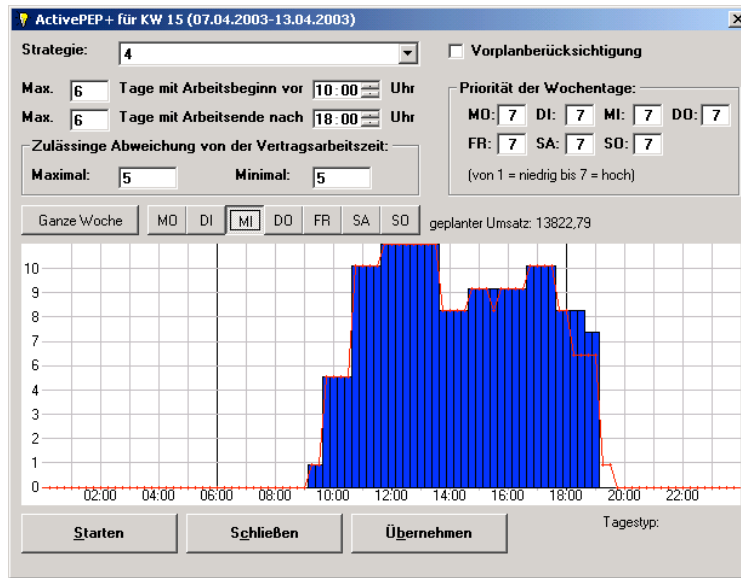 ActivePEP+ für KW 15 (07.04.2003-13.04.2003)
Strategie: 4 Vorplanberücksichtigung
Max. 6 Tage mit Arbeitsbeginn vor 10:00 Uhr
Max. 6 Tage mit Arbeitsende nach 18:00 Uhr
Priorität der Wochentage:
MO: 7 DI: 7 MI: 7 DO: 7
FR: 7 SA: 7 SO: 7
(von 1 = niedrig bis 7 = hoch)
Zulässinge Abweichung von der Vertragsarbeitszeit:
Maximal: 5 Minimal: 5
Ganze Woche MO DI MI DO FR SA SO geplanter Umsatz: 13822,79
10
9
8
7
6
4
3
2
1
0
02:00 04:00 06:00 08:00 10:00 12:00 14:00 16:00 18:00 20:00 22:00
Starten Schließen Übernehmen Tagestyp: